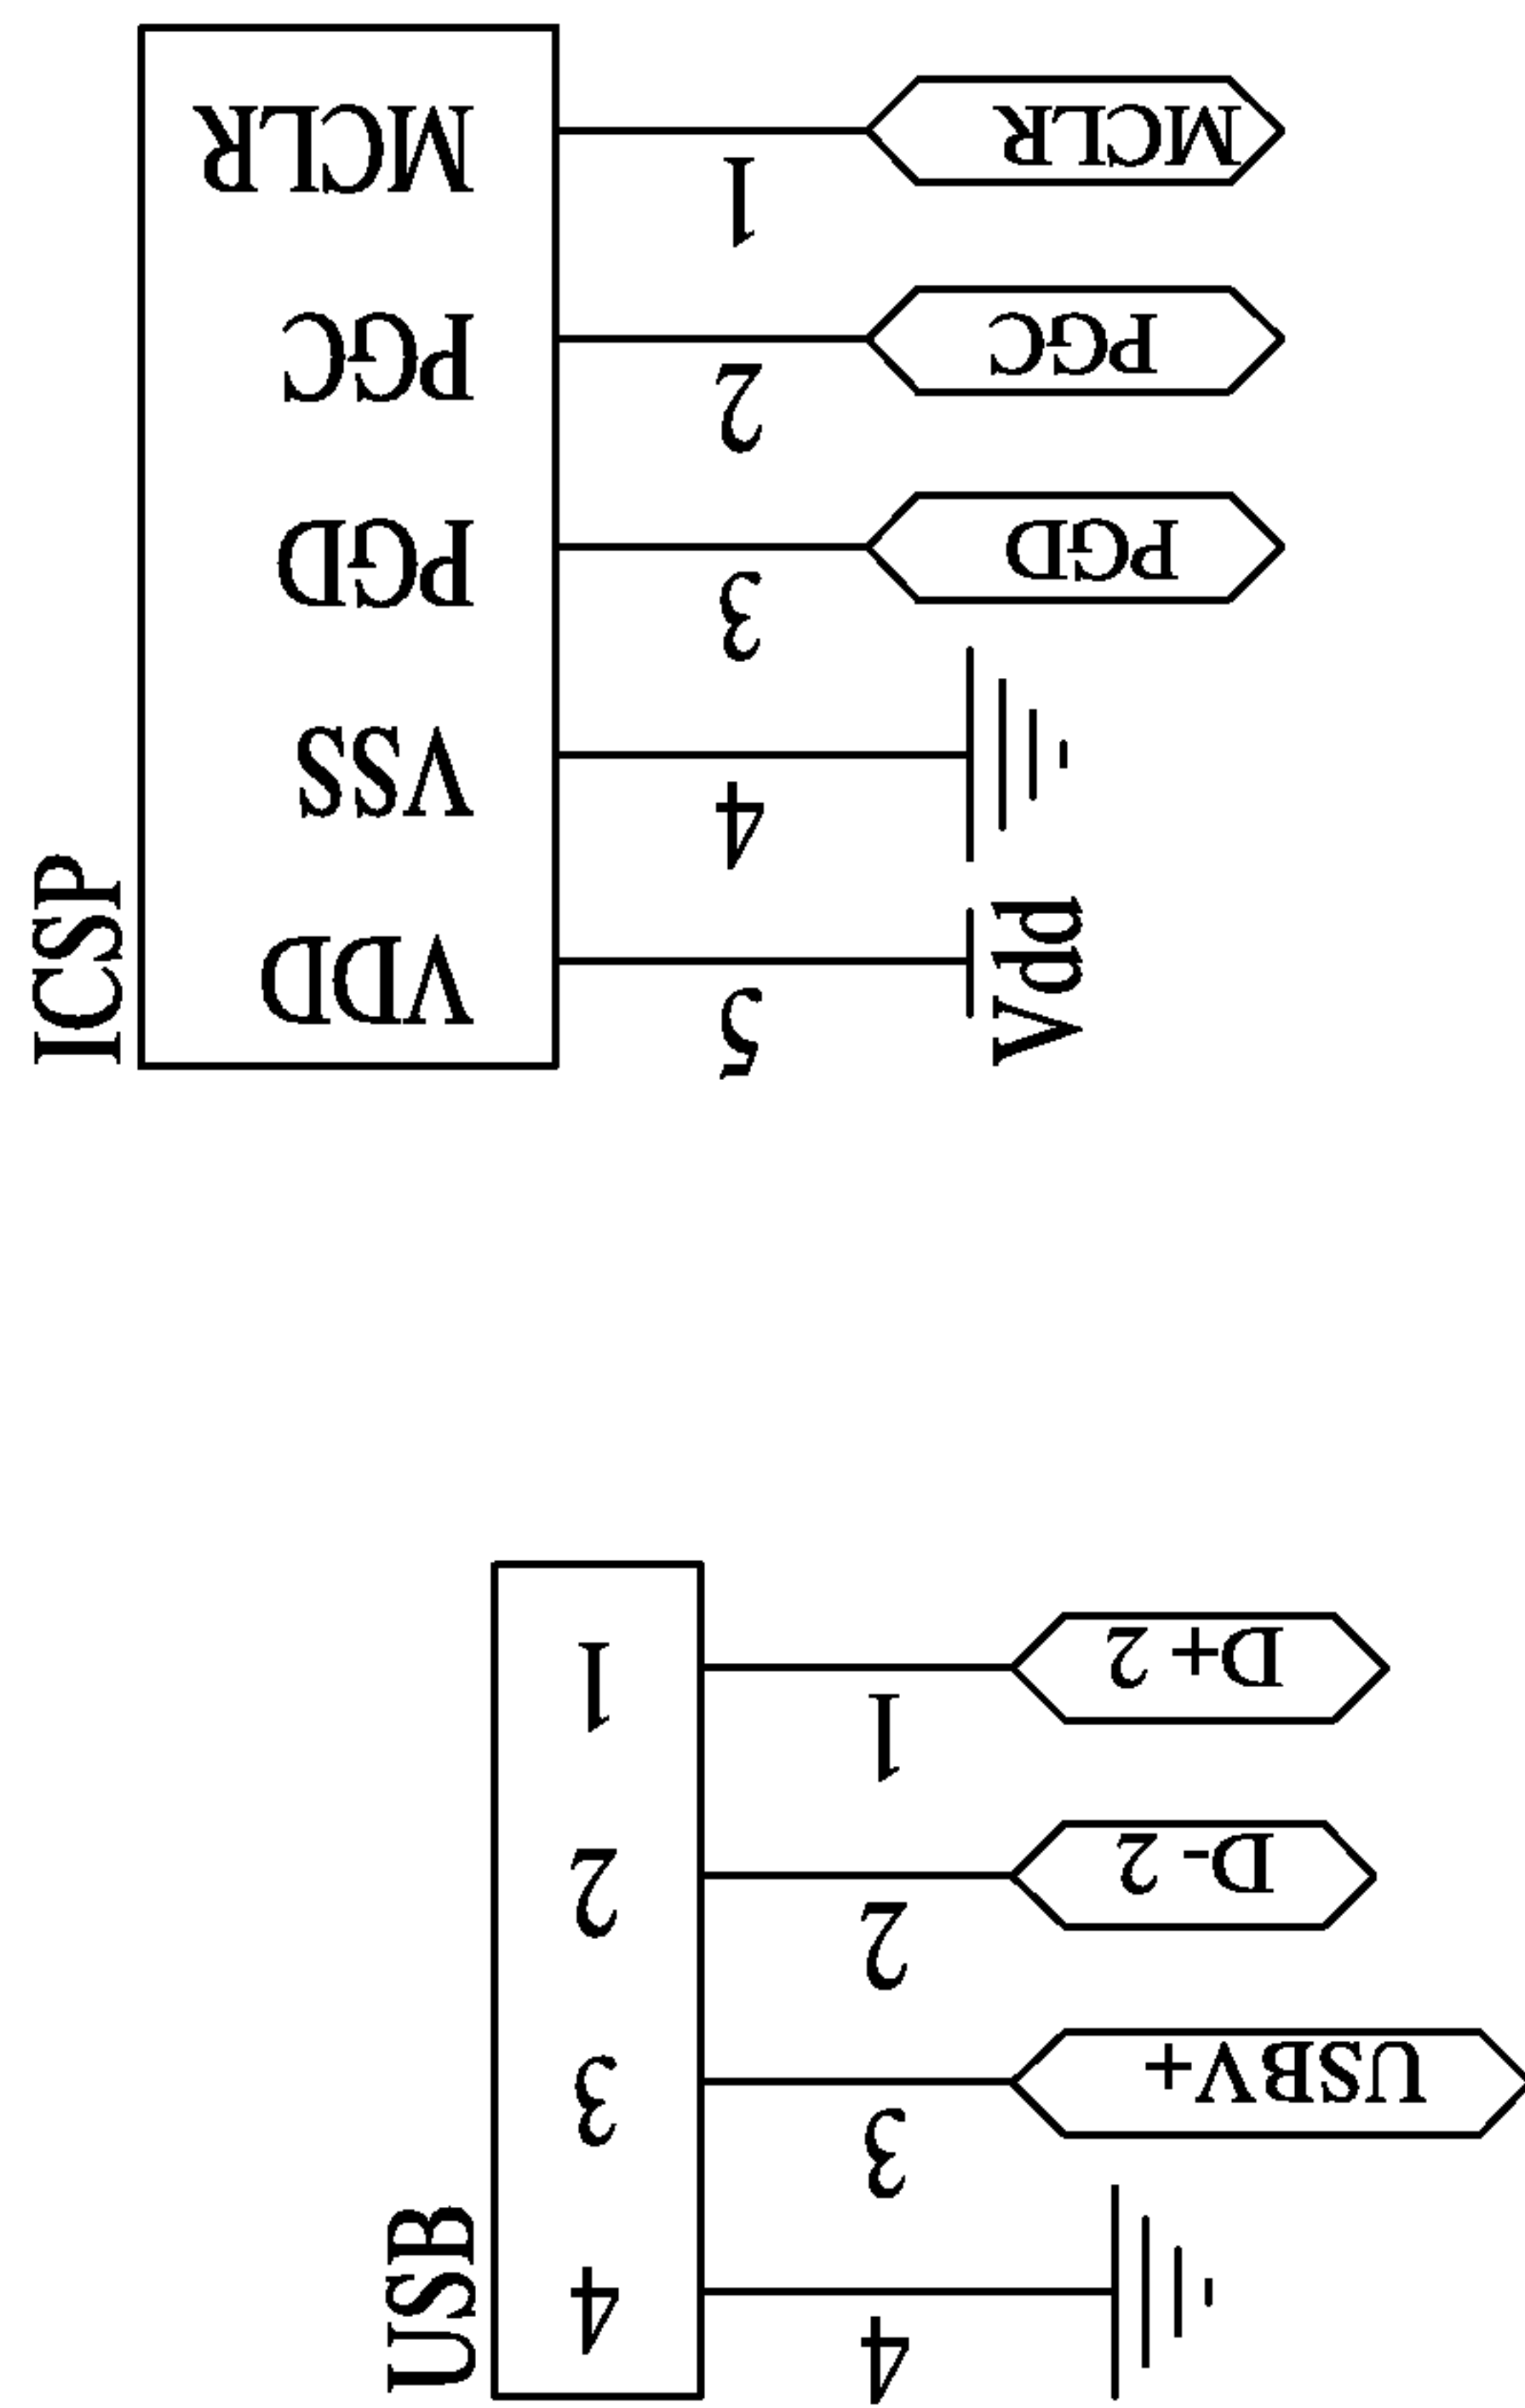 ICSP
MCLR 1 MCLR
PGC 2 PGC
PGD 3 PGD
VSS 4
VDD 5 Vdd
USB
1 1 D+ 2
2 2 D- 2
3 3 USBV+
4 4